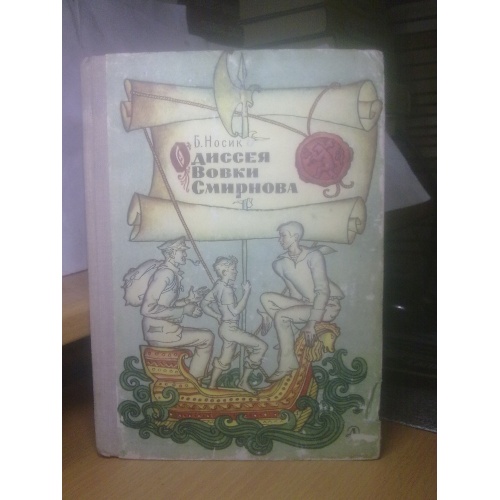 Б. Носик
Одиссея
Вовки
Смирнова